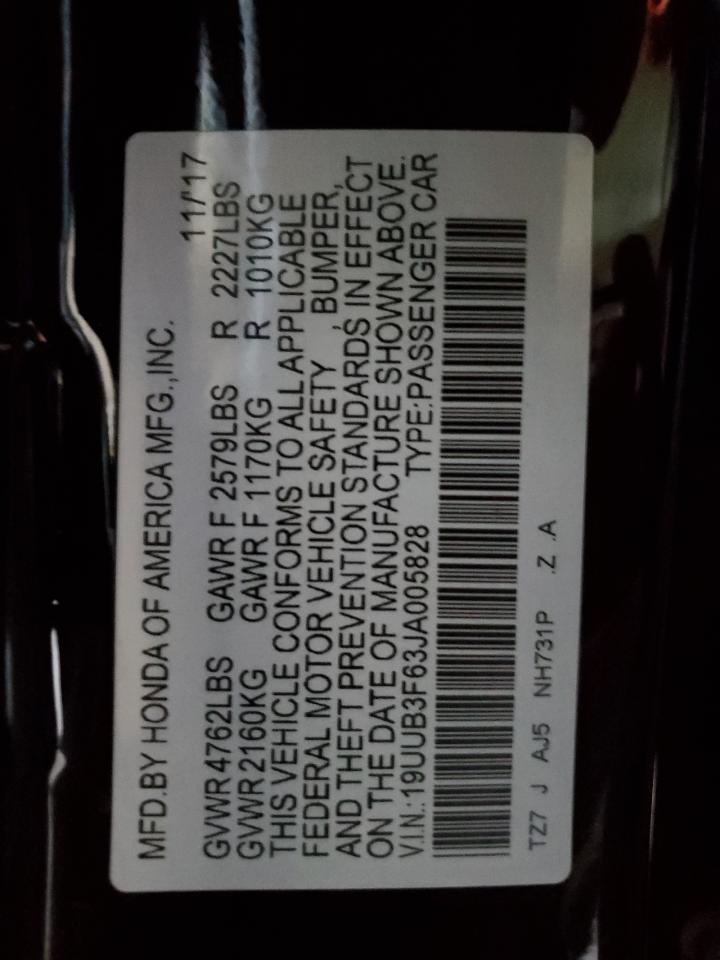 MFD.BY HONDA OF AMERICA MFG.,INC.
11/'17
GVWR 4762LBS GAWR F 2579LBS R 2227LBS
GVWR 2160KG GAWR F 1170KG R 1010KG
THIS VEHICLE CONFORMS TO ALL APPLICABLE
FEDERAL MOTOR VEHICLE SAFETY , BUMPER,
AND THEFT PREVENTION STANDARDS IN EFFECT
ON THE DATE OF MANUFACTURE SHOWN ABOVE.
V.I.N.:19UUB3F63JA005828 TYPE:PASSENGER CAR
TZ7 J AJ5 NH731P .Z .A